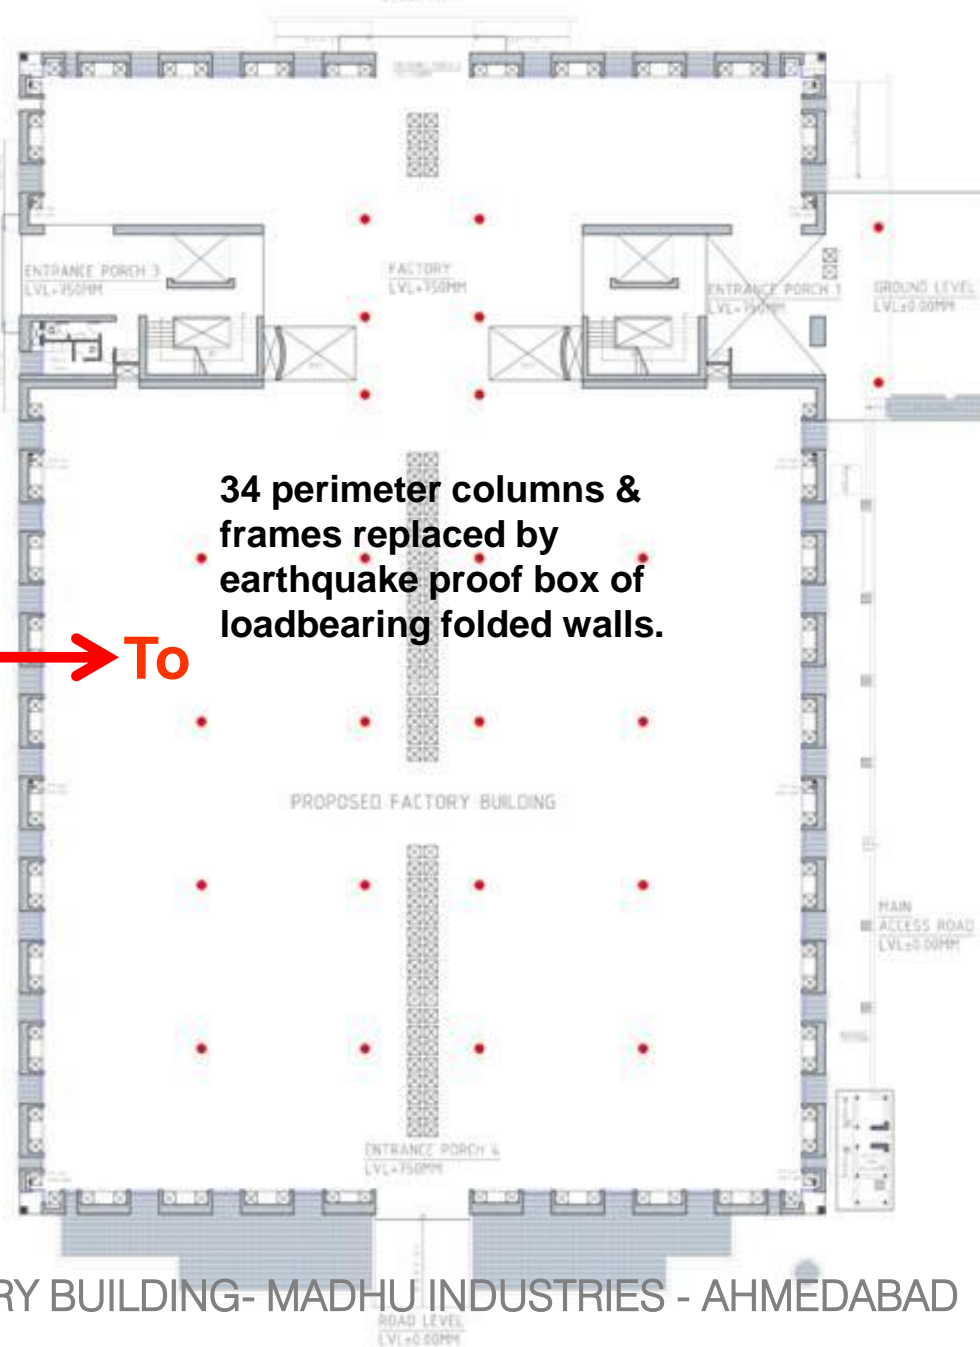 ENTRANCE PORCH 3
LVL+750MM
FACTORY
LVL+750MM
ENTRANCE PORCH 1
LVL+750MM
GROUND LEVEL
LVL±0.00MM
34 perimeter columns &
frames replaced by
earthquake proof box of
loadbearing folded walls.
To
PROPOSED FACTORY BUILDING
MAIN
ACCESS ROAD
LVL±0.00MM
ENTRANCE PORCH 4
LVL+750MM
RY BUILDING- MADHU INDUSTRIES - AHMEDABAD
ROAD LEVEL
LVL±0.00MM